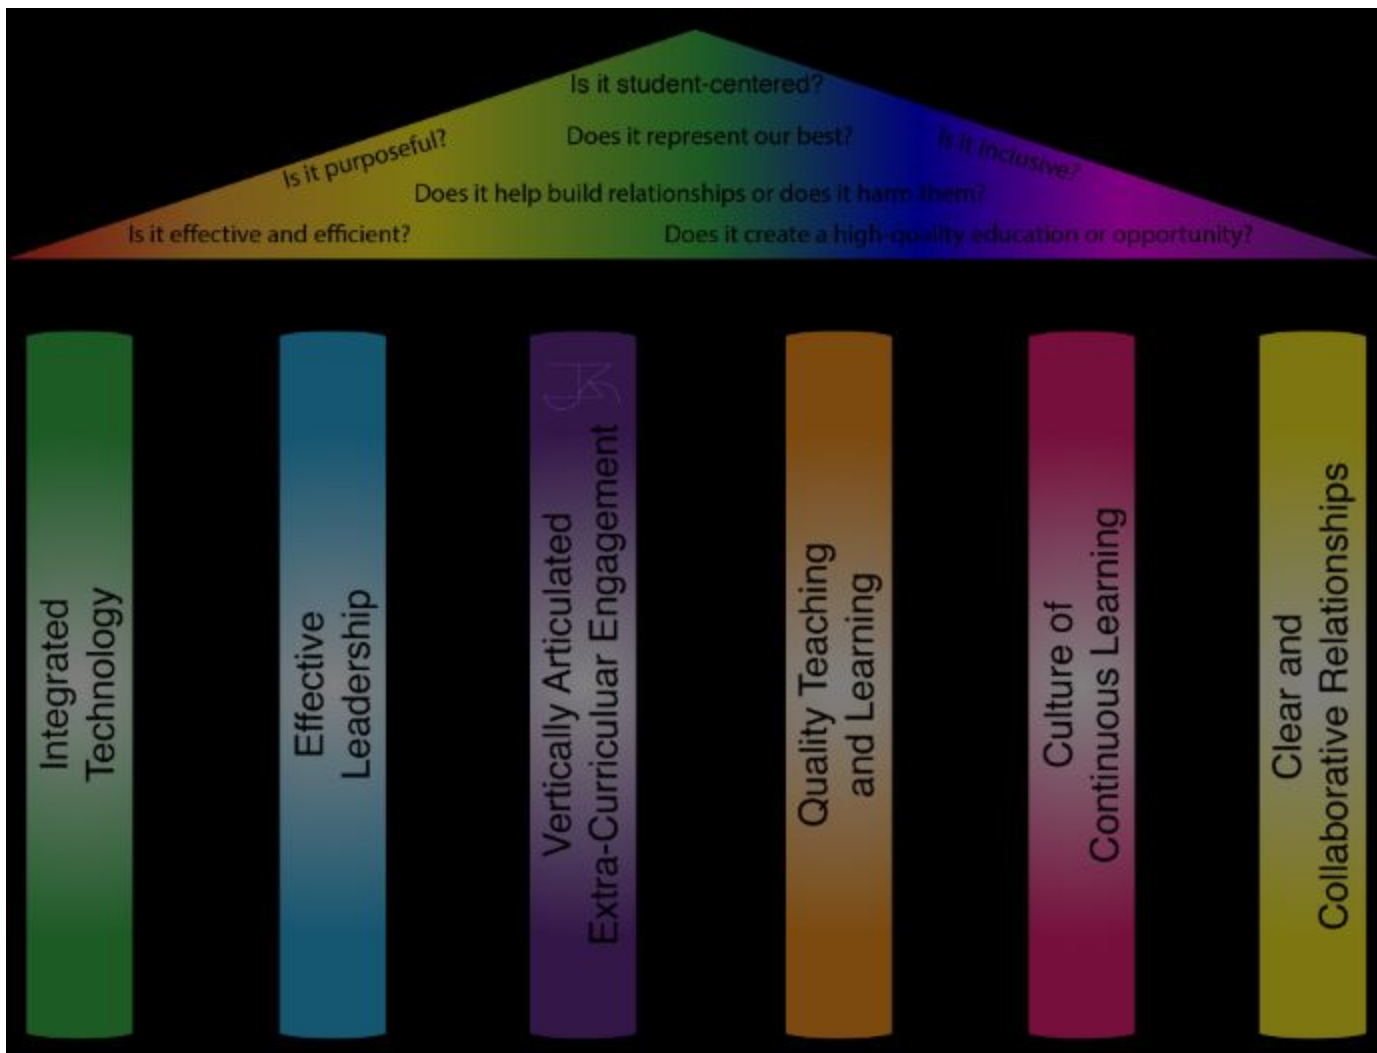 Is it student-centered?
Is it purposeful?
Does it represent our best?
Is it inclusive?
Does it help build relationships or does it harm them?
Is it effective and efficient?
Does it create a high-quality education or opportunity?
Integrated
Technology
Effective
Leadership
Vertically Articulated
Extra-Curriculuar Engagement
Quality Teaching
and Learning
Culture of
Continuous Learning
Clear and
Collaborative Relationships